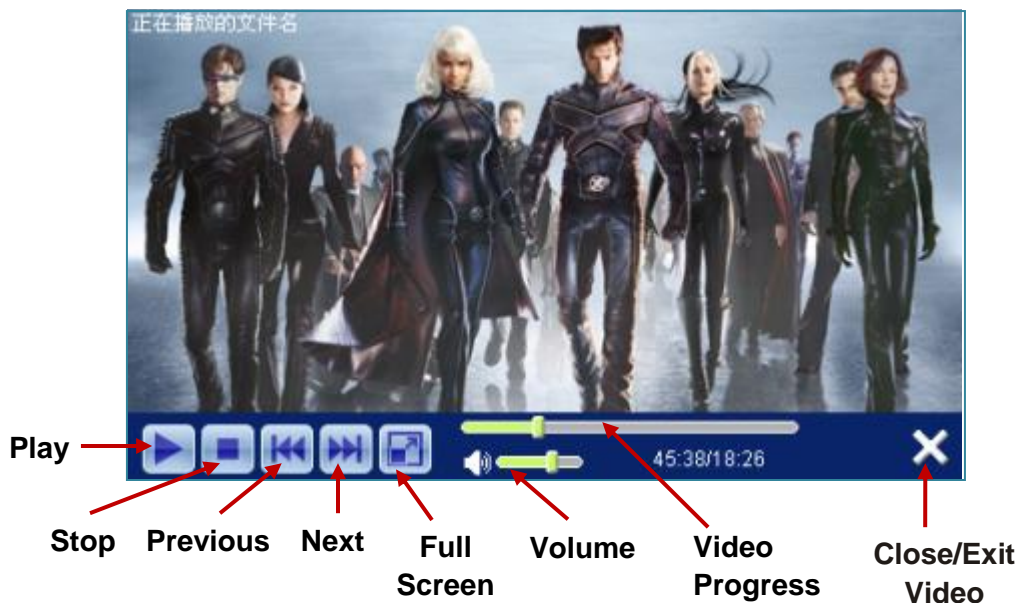 正在播放的文件名
Play
45:38/18:26
Stop
Previous
Next
Full
Screen
Volume
Video
Progress
Close/Exit
Video